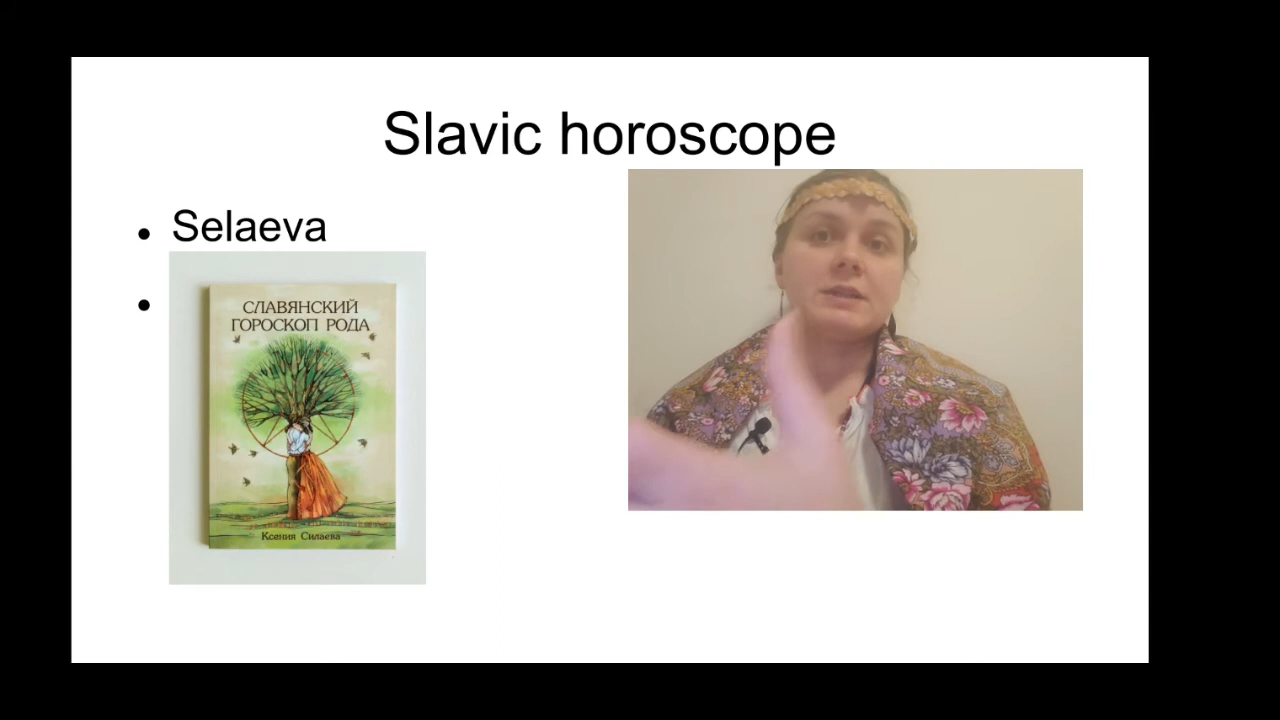 Slavic horoscope
Selaeva
СЛАВЯНСКИЙ
ГОРОСКОП РОДА
Ксения Силаева